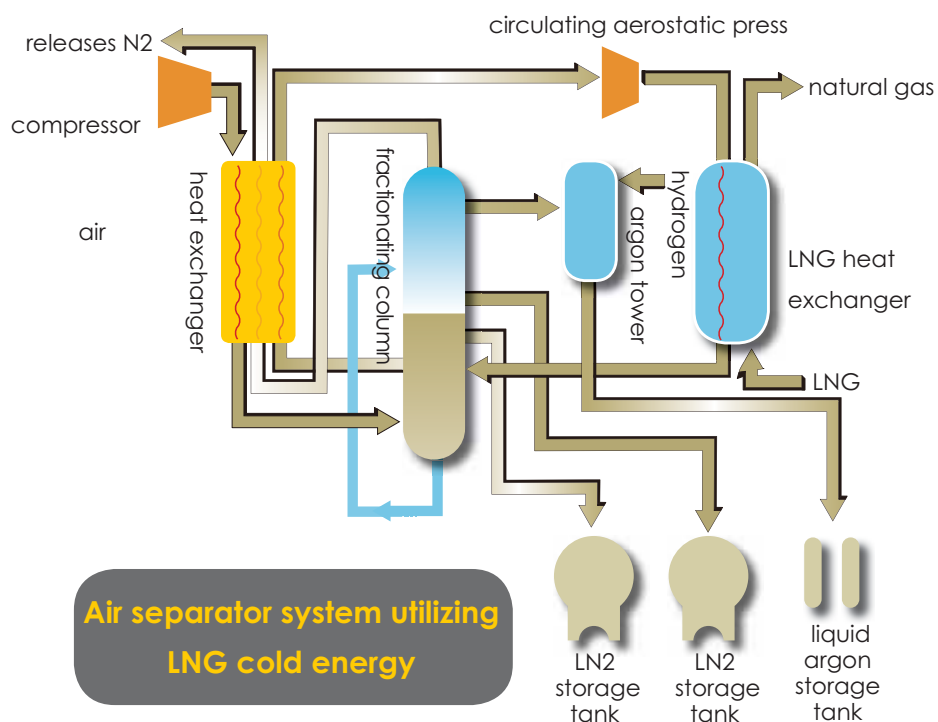 circulating aerostatic press
releases N2
natural gas
compressor
heat exchanger
fractionating column
hydrogen
argon tower
air
LNG heat
exchanger
LNG
Air separator system utilizing
LNG cold energy
LN2
storage
tank
LN2
storage
tank
liquid
argon
storage
tank